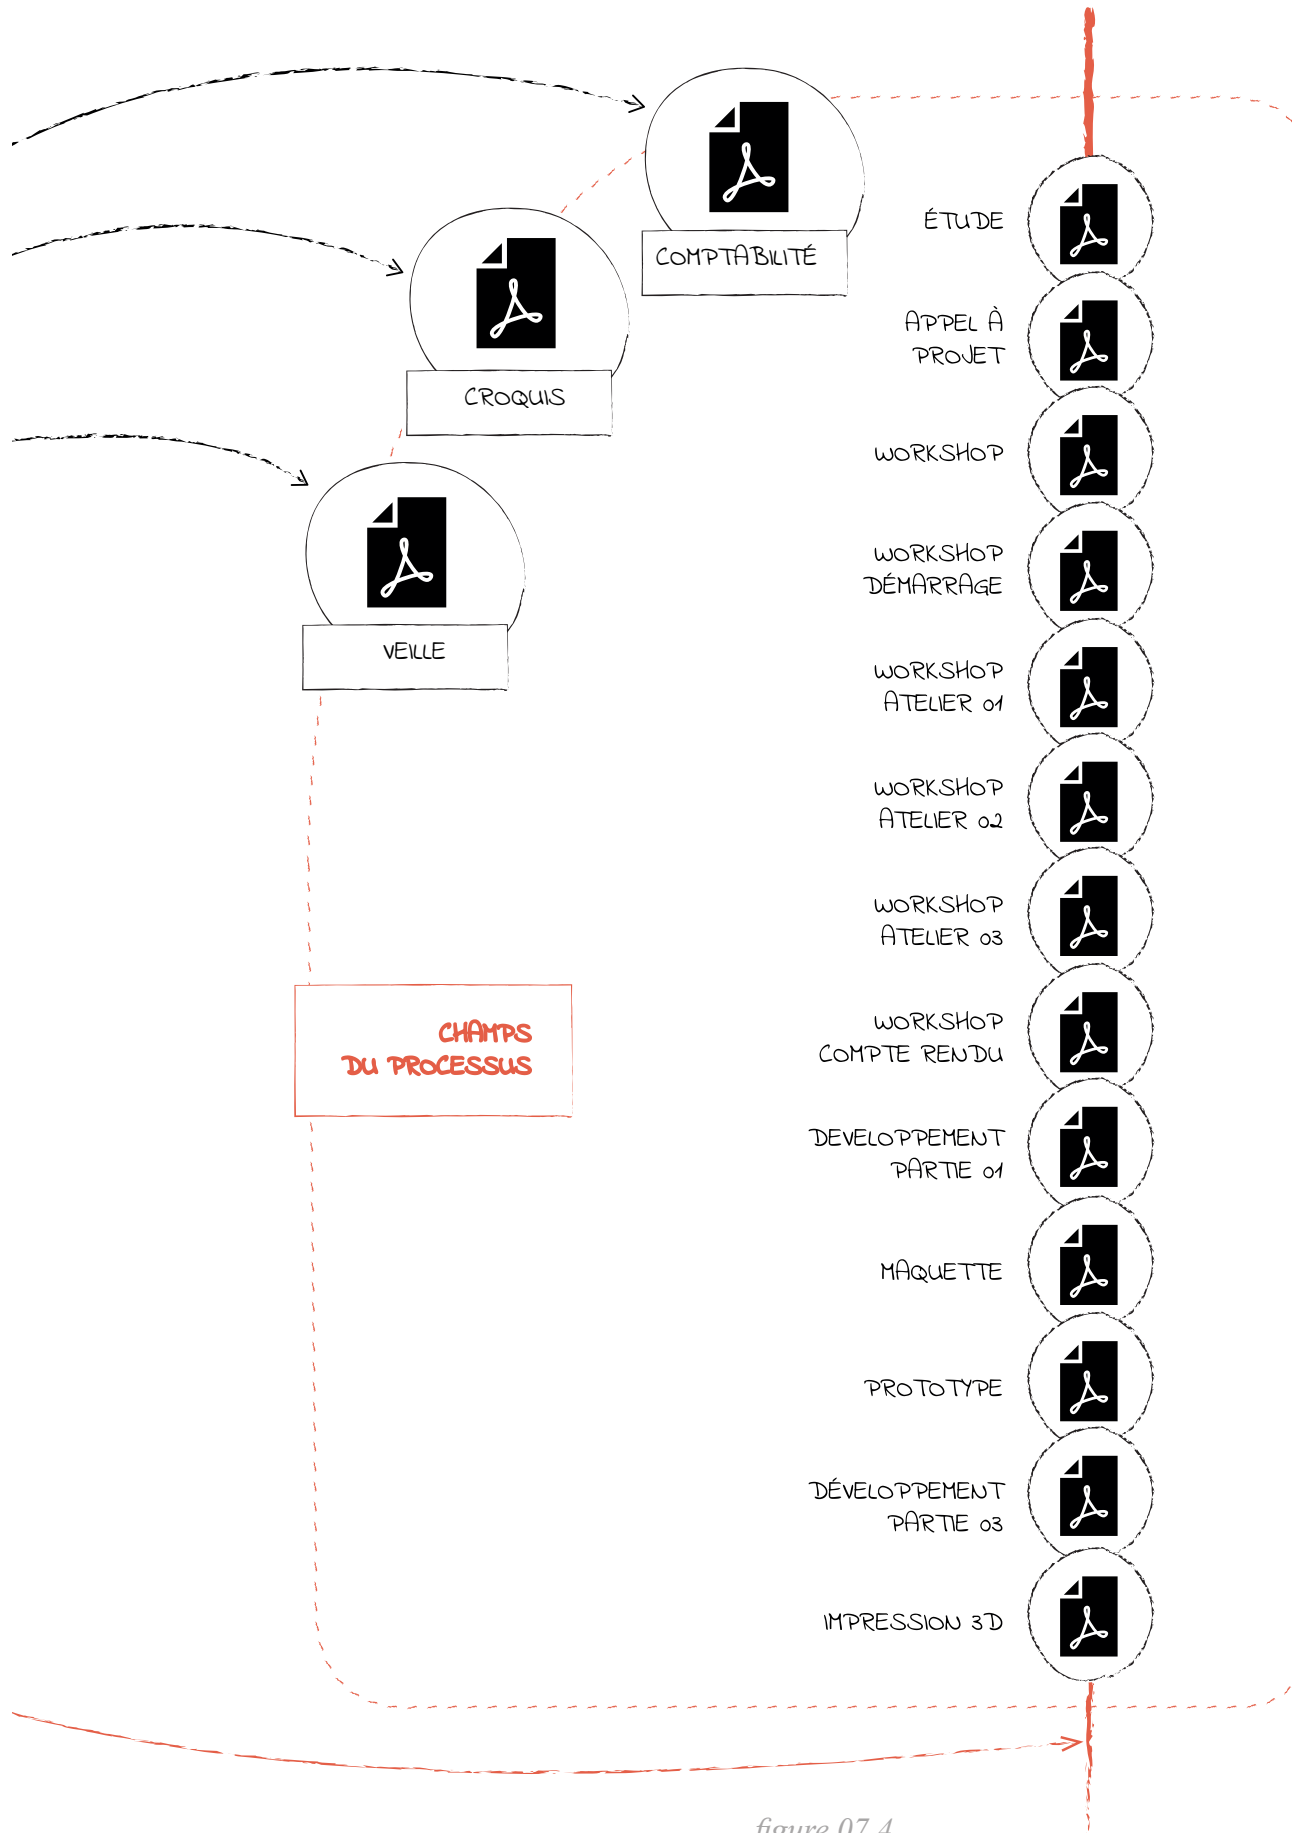 COMPTABILITÉ
CROQUIS
VEILLE
CHAMPS
DU PROCESSUS
ÉTUDE
APPEL À
PROJET
WORKSHOP
WORKSHOP
DÉMARRAGE
WORKSHOP
ATELIER 01
WORKSHOP
ATELIER 02
WORKSHOP
ATELIER 03
WORKSHOP
COMPTE RENDU
DEVELOPPEMENT
PARTIE 01
MAQUETTE
PROTOTYPE
DÉVELOPPEMENT
PARTIE 03
IMPRESSION 3D
figure 07.4